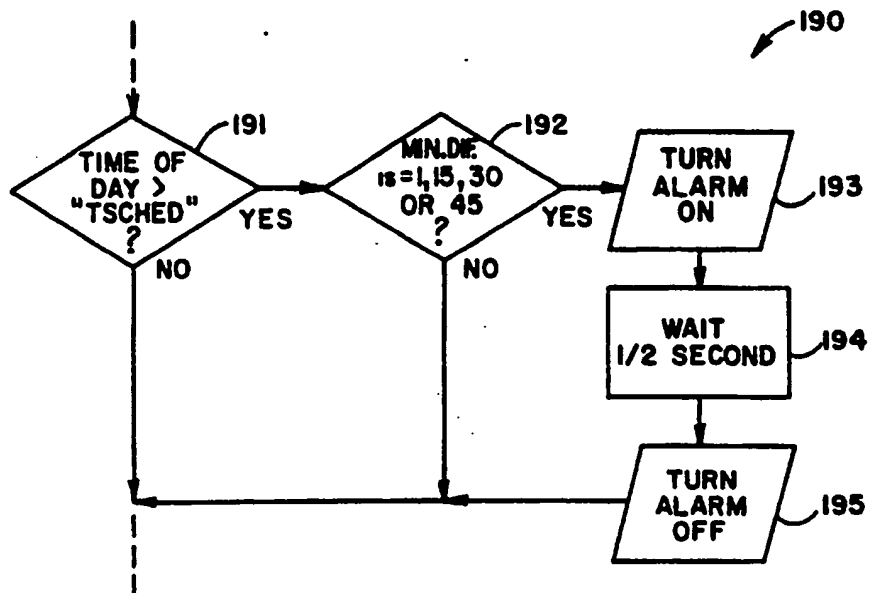 190
191
TIME OF
DAY >
"TSCHED"
?
YES
NO
192
MIN.DIF.
is=1,15,30
OR 45
?
YES
NO
TURN
ALARM
ON
193
WAIT
1/2 SECOND
194
TURN
ALARM
OFF
195